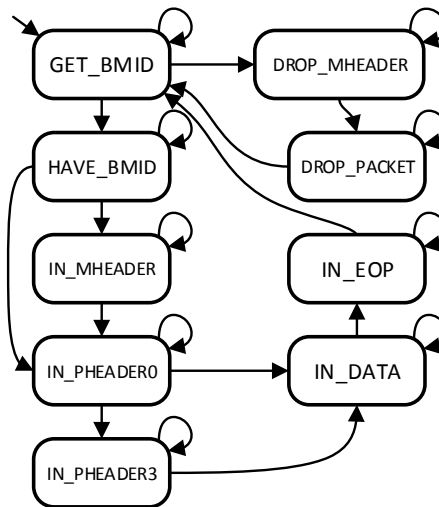 GET_BMID
DROP_MHEADER
HAVE_BMID
DROP_PACKET
IN_MHEADER
IN_EOP
IN_PHEADER0
IN_DATA
IN_PHEADER3